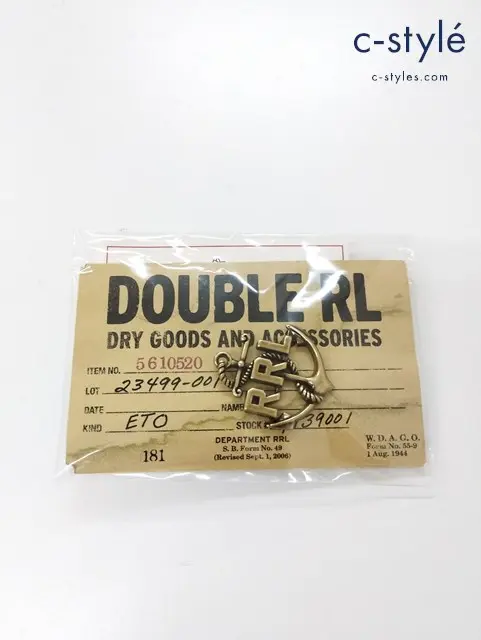 c-stylé
c-styles.com
DOUBLE RL
DRY GOODS AND ACCESSORIES
ITEM NO. 5610520
LOT 23499-001
DATE NAME
KIND ETO STOCK 39001
DEPARTMENT RRL
181 S. B. Form No. 49
(Revised Sept. 1, 2006)
W. D. A. G. O.
Form No. 55-9
1 Aug. 1944
RRL